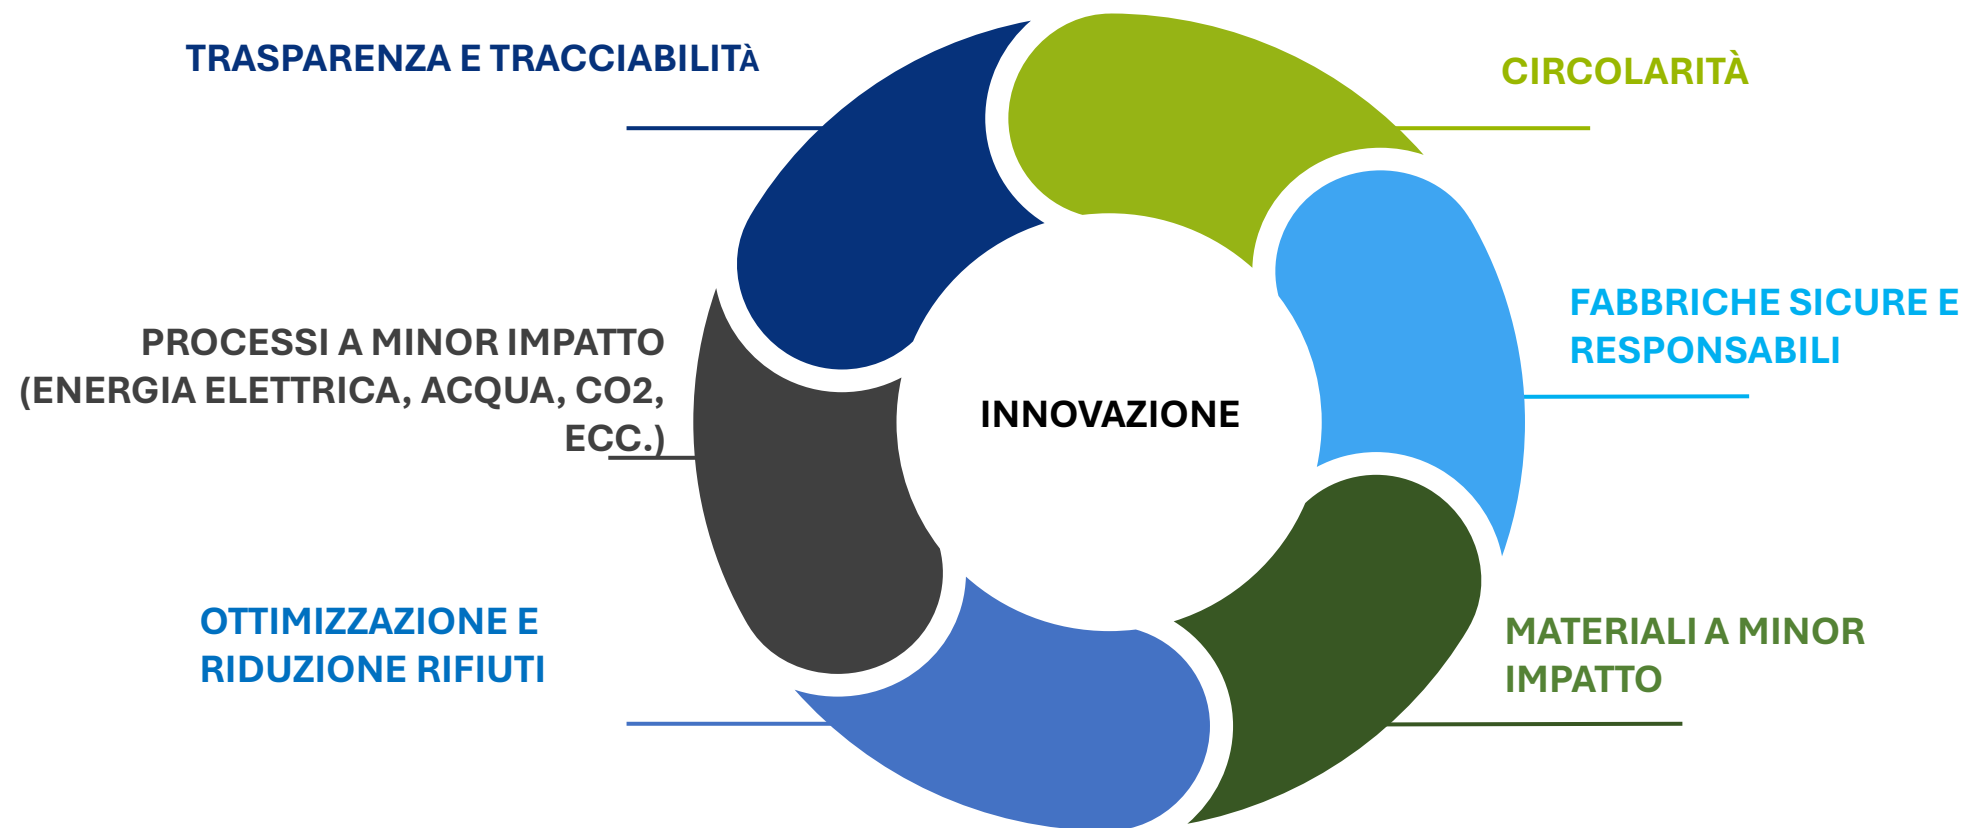 TRASPARENZA E TRACCIABILITÀ
CIRCOLARITÀ
FABBRICHE SICURE E
RESPONSABILI
PROCESSI A MINOR IMPATTO
(ENERGIA ELETTRICA, ACQUA, CO2,
ECC.)
INNOVAZIONE
OTTIMIZZAZIONE E
RIDUZIONE RIFIUTI
MATERIALI A MINOR
IMPATTO